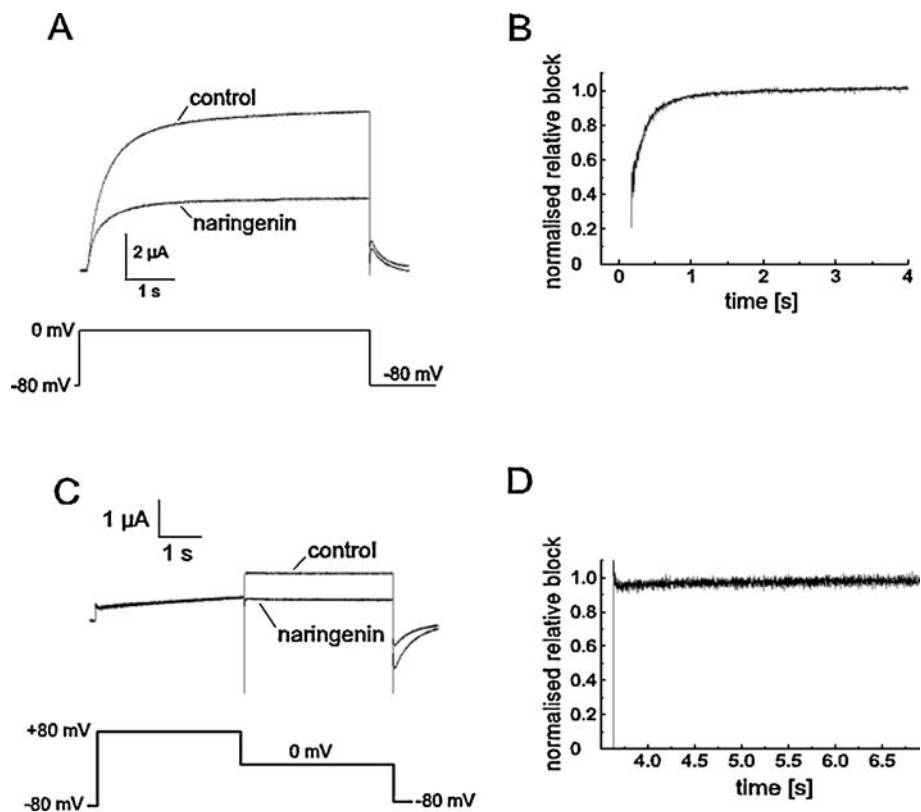 A
control
naringenin
2 µA
1 s
0 mV
-80 mV
-80 mV
B
normalised relative block
1.0
0.8
0.6
0.4
0.2
0
0 1 2 3 4
time [s]
C
1 µA
1 s
control
naringenin
+80 mV
0 mV
-80 mV
-80 mV
D
normalised relative block
1.0
0.8
0.6
0.4
0.2
0
4.0 4.5 5.0 5.5 6.0 6.5
time [s]